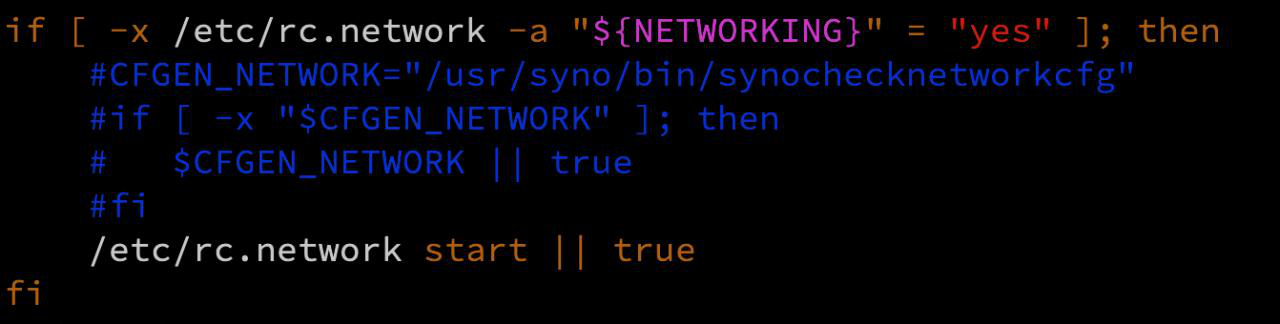 if [ -x /etc/rc.network -a "${NETWORKING}" = "yes" ]; then
    #CFGEN_NETWORK="/usr/syno/bin/synochecknetworkcfg"
    #if [ -x "$CFGEN_NETWORK" ]; then
    #   $CFGEN_NETWORK || true
    #fi
    /etc/rc.network start || true
fi